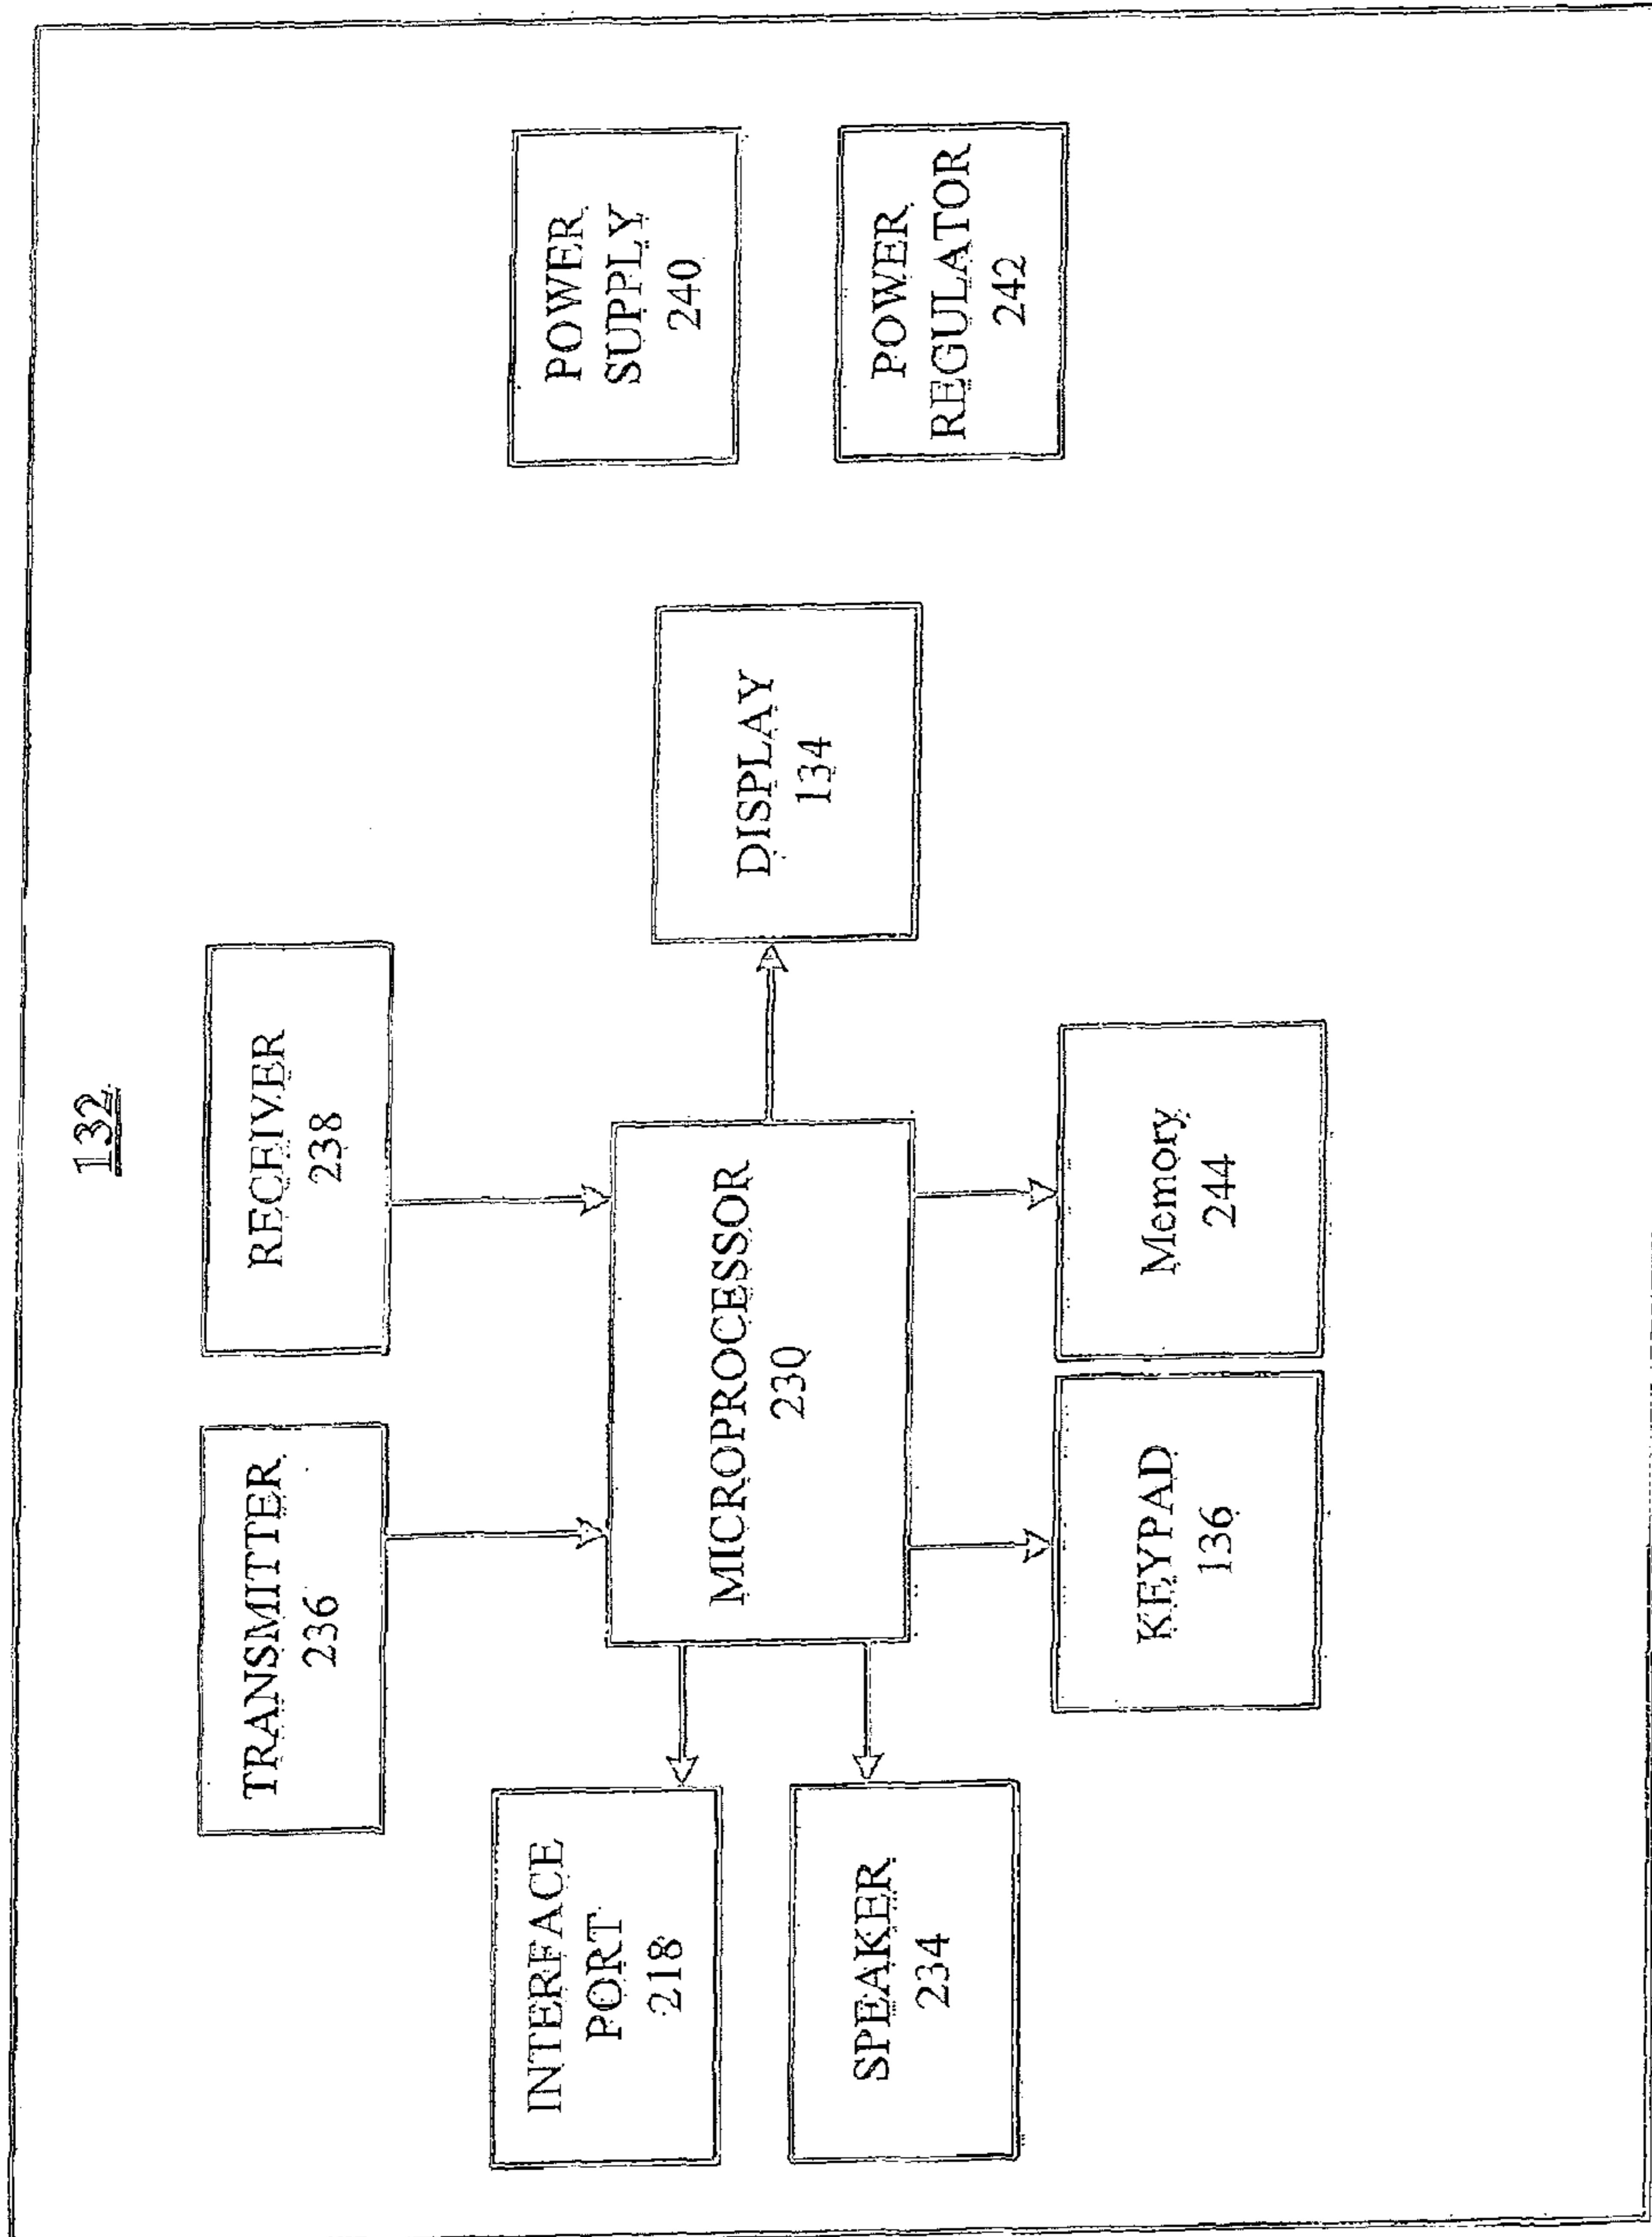 132
TRANSMITTER
236
RECEIVER
238
INTERFACE
PORT
218
SPEAKER
234
MICROPROCESSOR
230
DISPLAY
134
POWER
SUPPLY
240
POWER
REGULATOR
242
KEYPAD
136
Memory
244